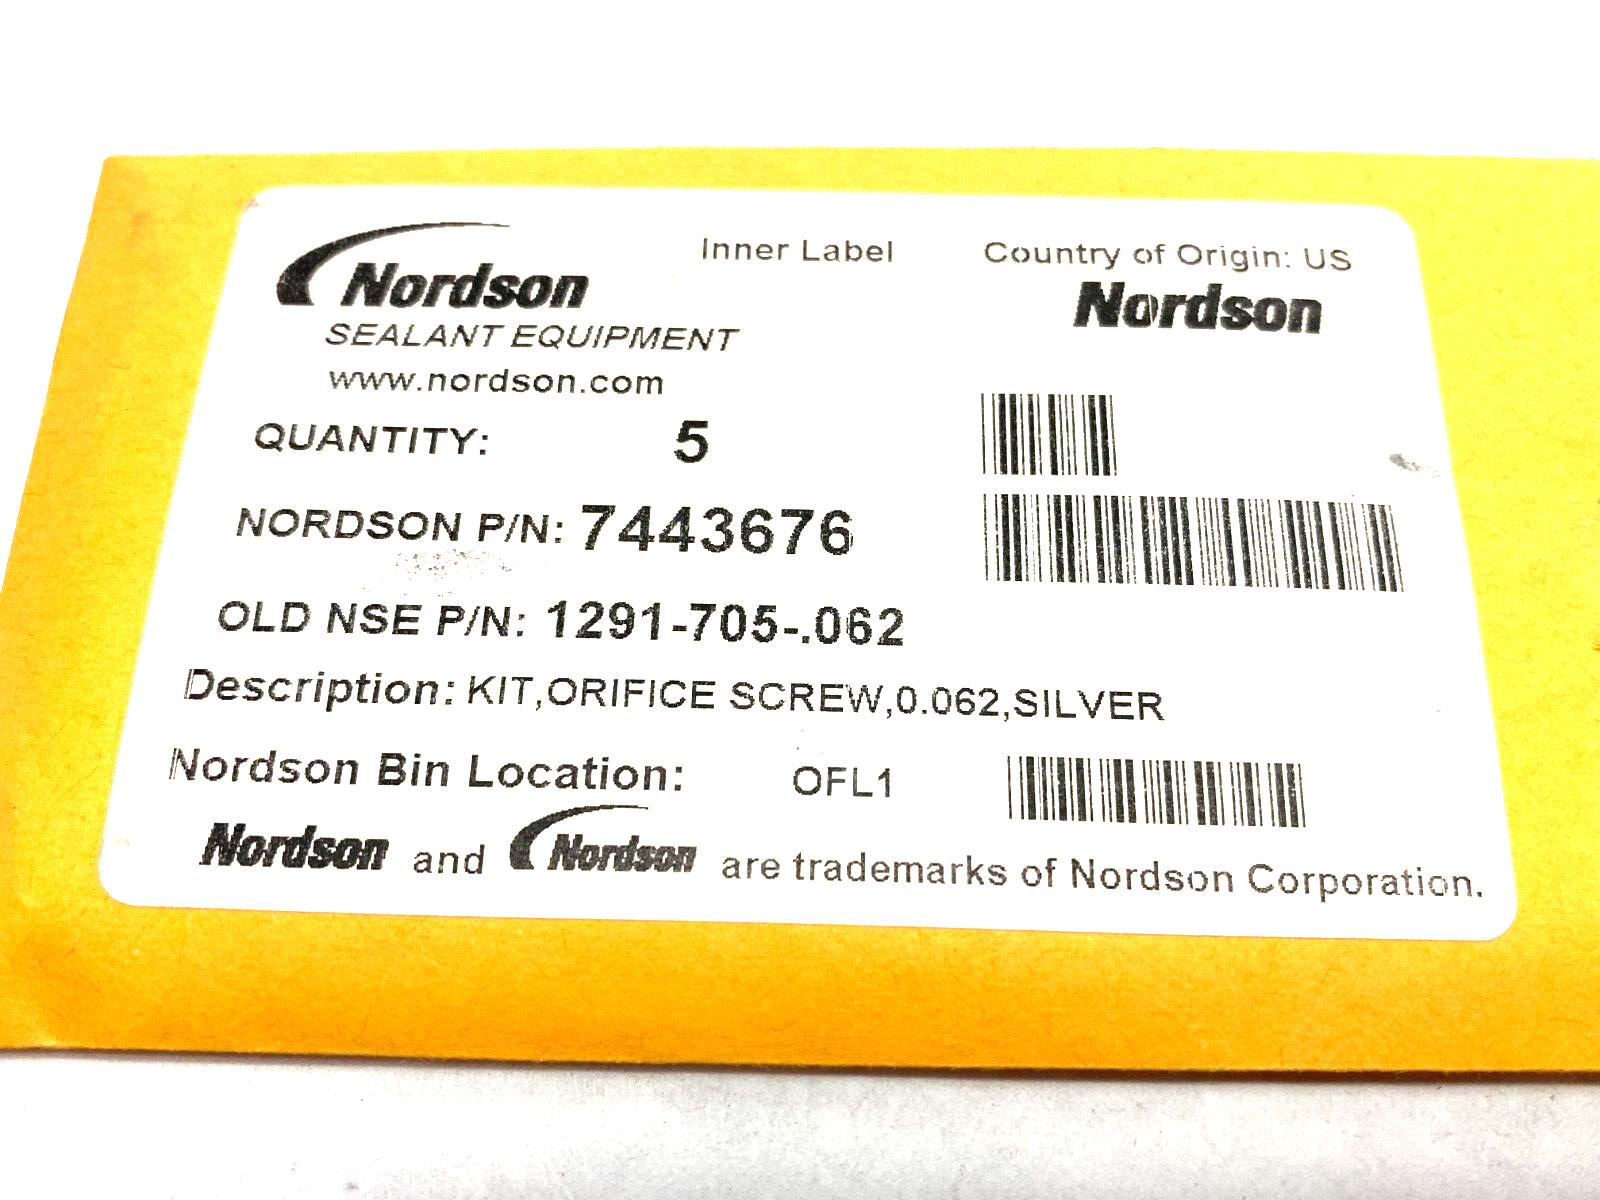 Inner Label
Country of Origin: US
Nordson
Nordson
SEALANT EQUIPMENT
www.nordson.com
QUANTITY: 5
NORDSON P/N: 7443676
OLD NSE P/N: 1291-705-.062
Description: KIT,ORIFICE SCREW,0.062,SILVER
Nordson Bin Location: OFL1
Nordson and Nordson are trademarks of Nordson Corporation.